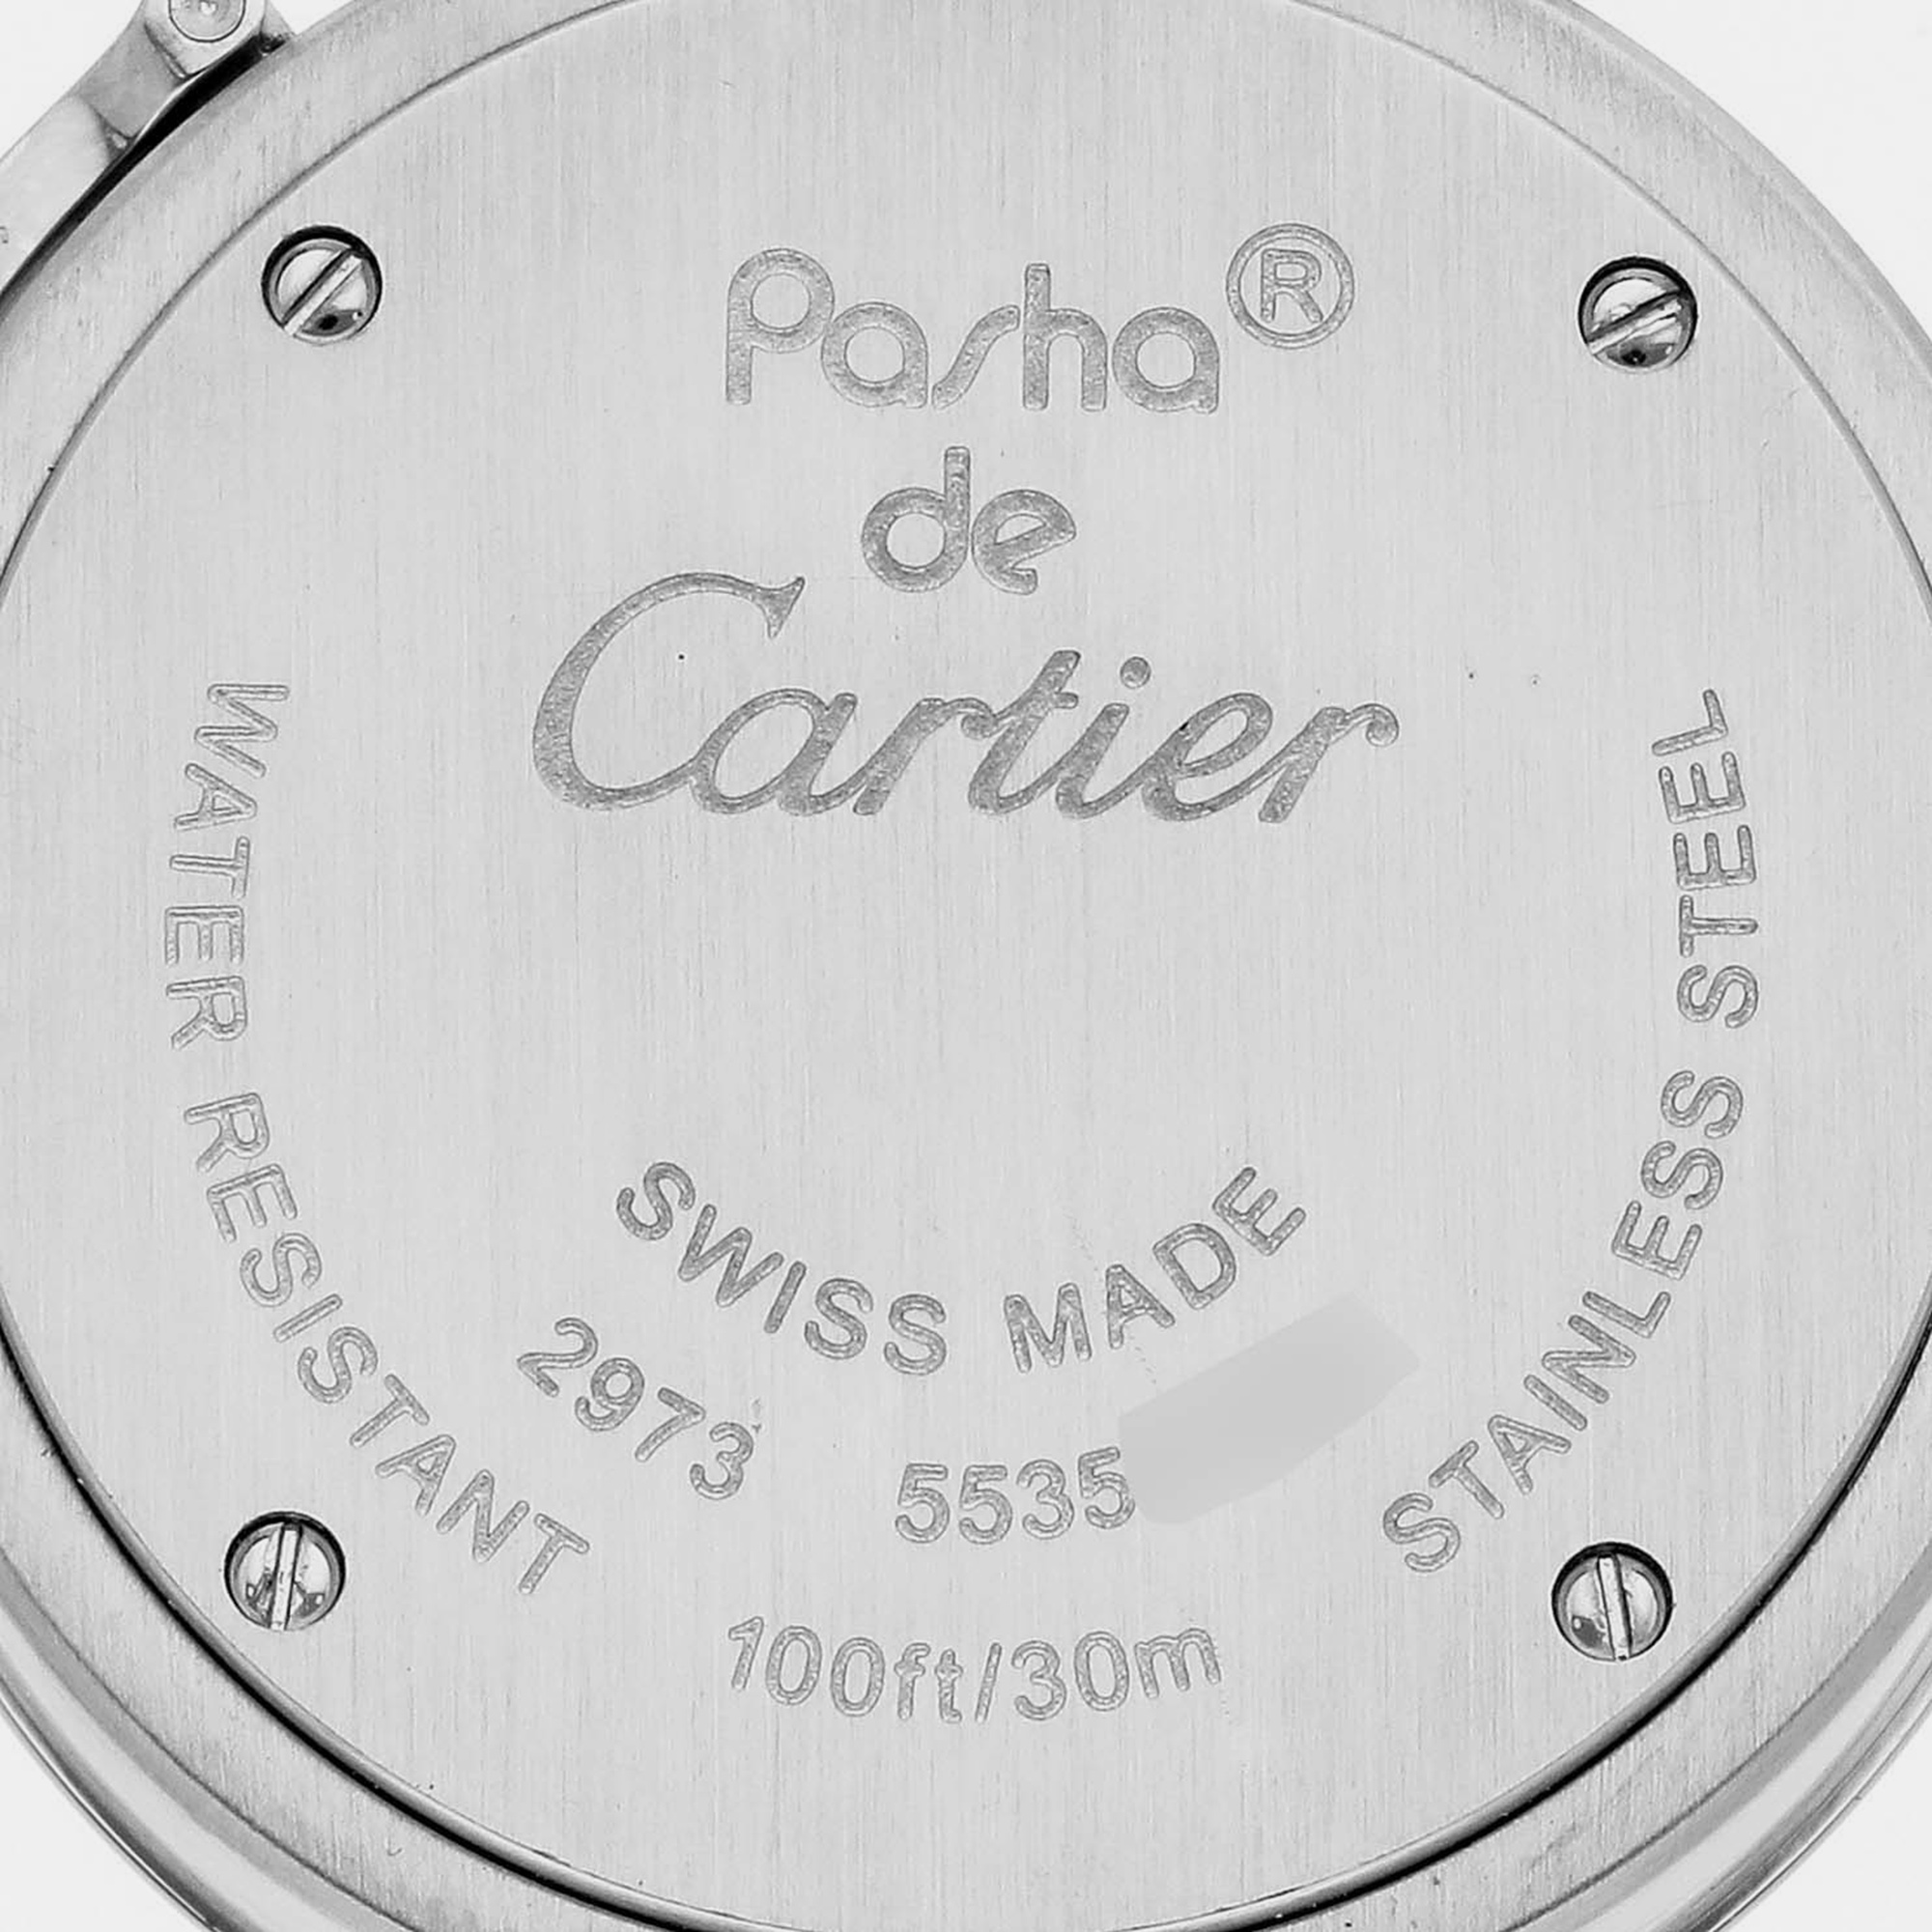 Pasha®
de
Cartier
WATER RESISTANT
STAINLESS STEEL
SWISS MADE
2973
5535
100ft/30m